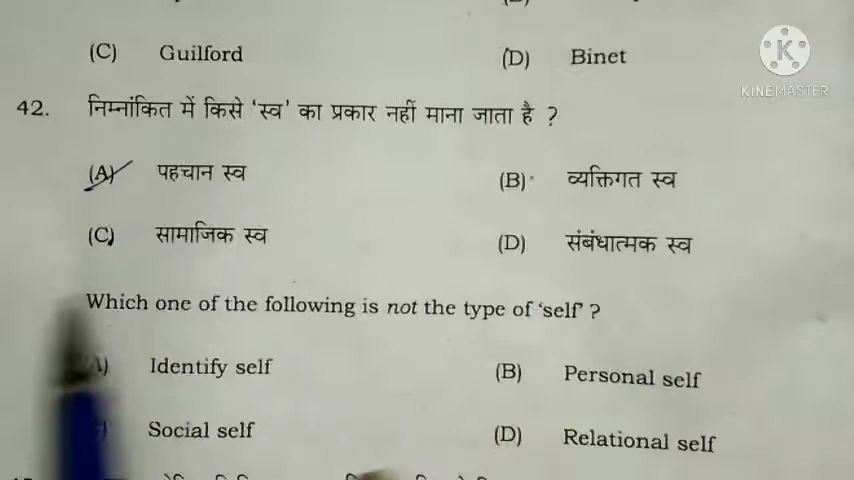 (C) Guilford (D) Binet
KINEMASTER
42. निम्नांकित में किसे 'स्व' का प्रकार नहीं माना जाता है ?
(A) पहचान स्व (B) व्यक्तिगत स्व
(C) सामाजिक स्व (D) संबंधात्मक स्व
Which one of the following is not the type of 'self' ?
A) Identify self (B) Personal self
) Social self (D) Relational self